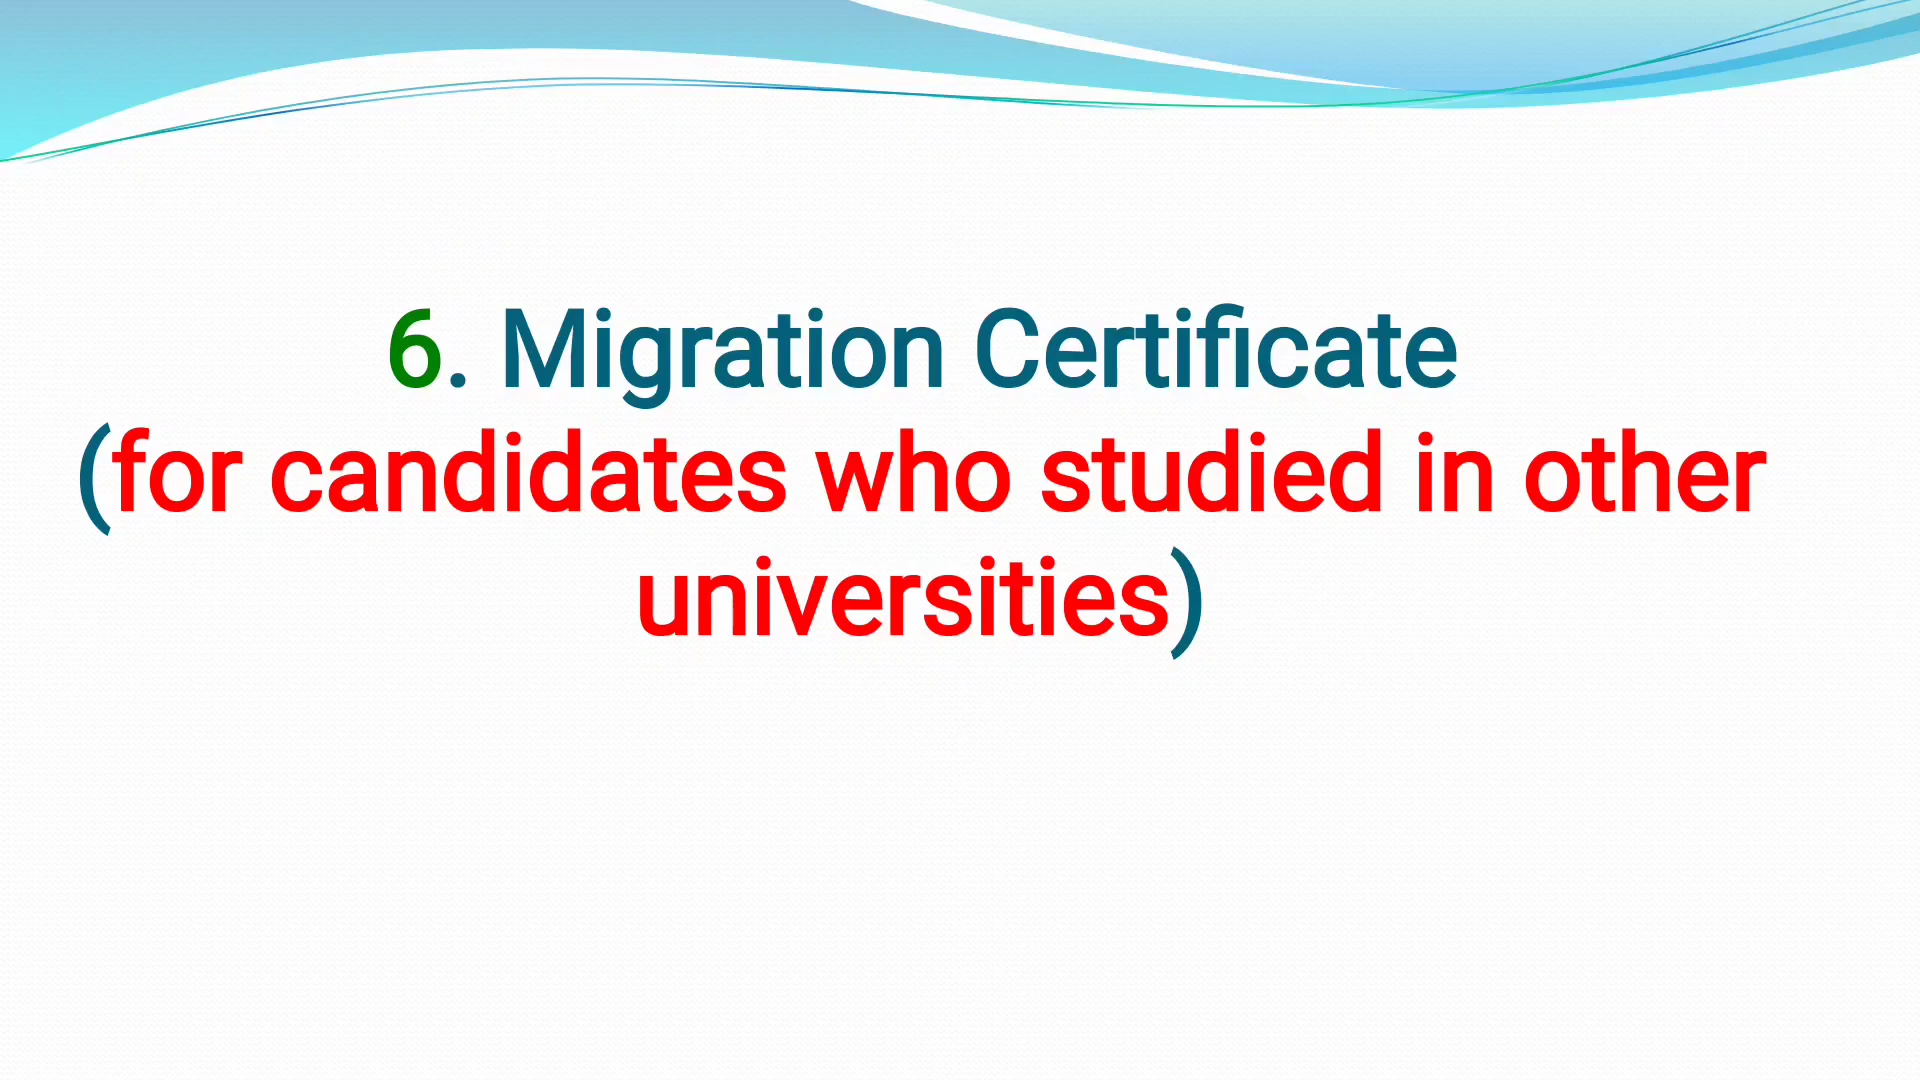 6. Migration Certificate
(for candidates who studied in other
universities)